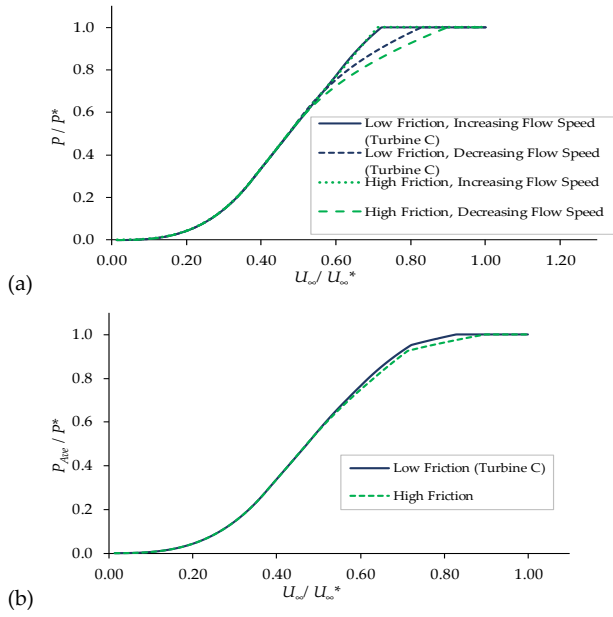 1.0
0.8
0.6
0.4
0.2
0.0
P / P*
Low Friction, Increasing Flow Speed
(Turbine C)
Low Friction, Decreasing Flow Speed
(Turbine C)
High Friction, Increasing Flow Speed
High Friction, Decreasing Flow Speed
0.00 0.20 0.40 0.60 0.80 1.00 1.20
U∞/ U∞*
(a)
1.0
0.8
0.6
0.4
0.2
0.0
P Ave / P*
Low Friction (Turbine C)
High Friction
0.00 0.20 0.40 0.60 0.80 1.00
U∞/ U∞*
(b)